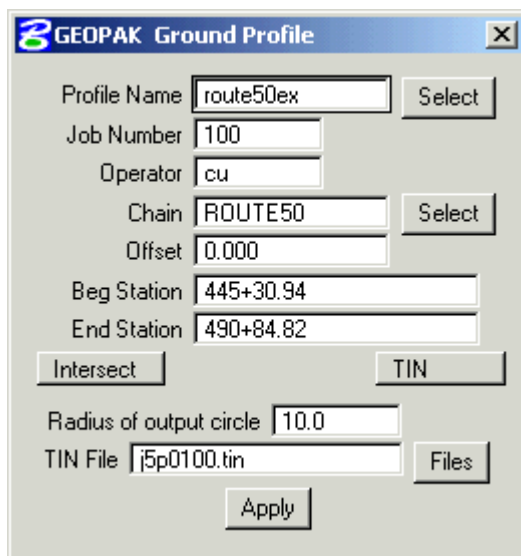 GEOPAK Ground Profile
Profile Name route50ex Select
Job Number 100
Operator cu
Chain ROUTE50 Select
Offset 0.000
Beg Station 445+30.94
End Station 490+84.82
Intersect TIN
Radius of output circle 10.0
TIN File j5p0100.tin Files
Apply